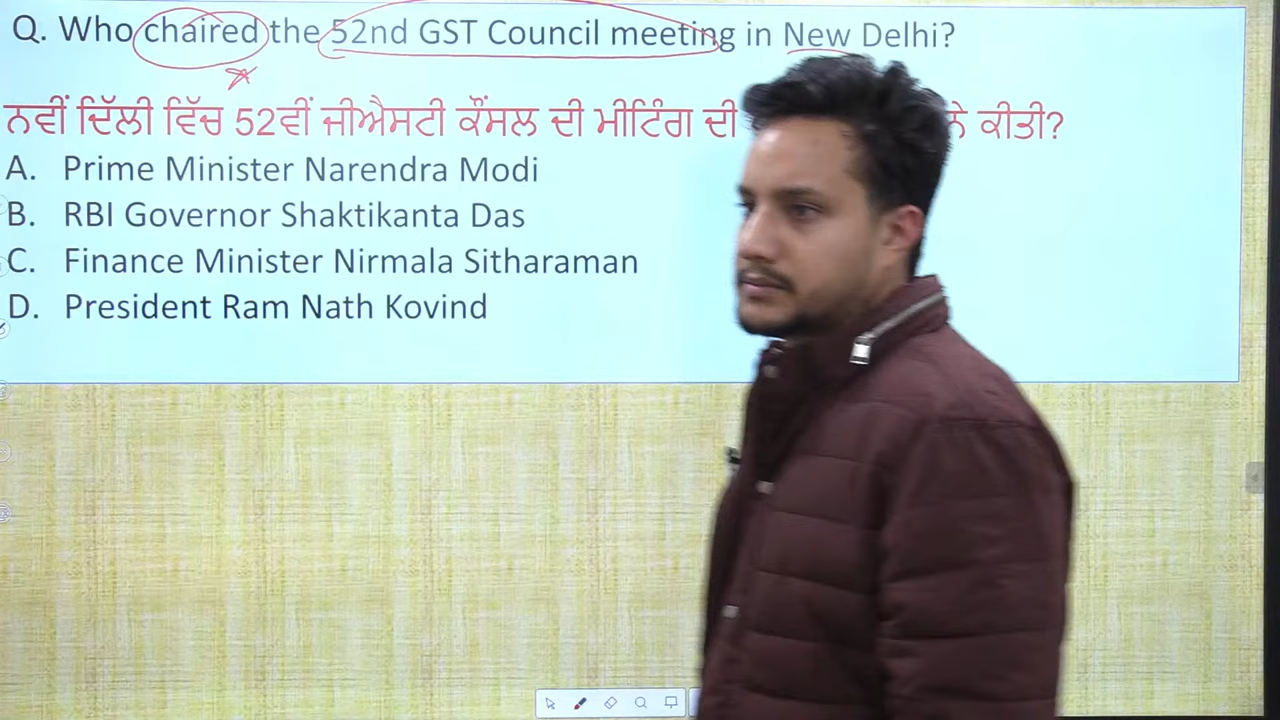 Q. Who chaired the 52nd GST Council meeting in New Delhi?
ਨਵੀਂ ਦਿੱਲੀ ਵਿੱਚ 52ਵੀਂ ਜੀਐਸਟੀ ਕੌਂਸਲ ਦੀ ਮੀਟਿੰਗ ਦੀ ਨੇ ਕੀਤੀ?
A. Prime Minister Narendra Modi
B. RBI Governor Shaktikanta Das
C. Finance Minister Nirmala Sitharaman
D. President Ram Nath Kovind